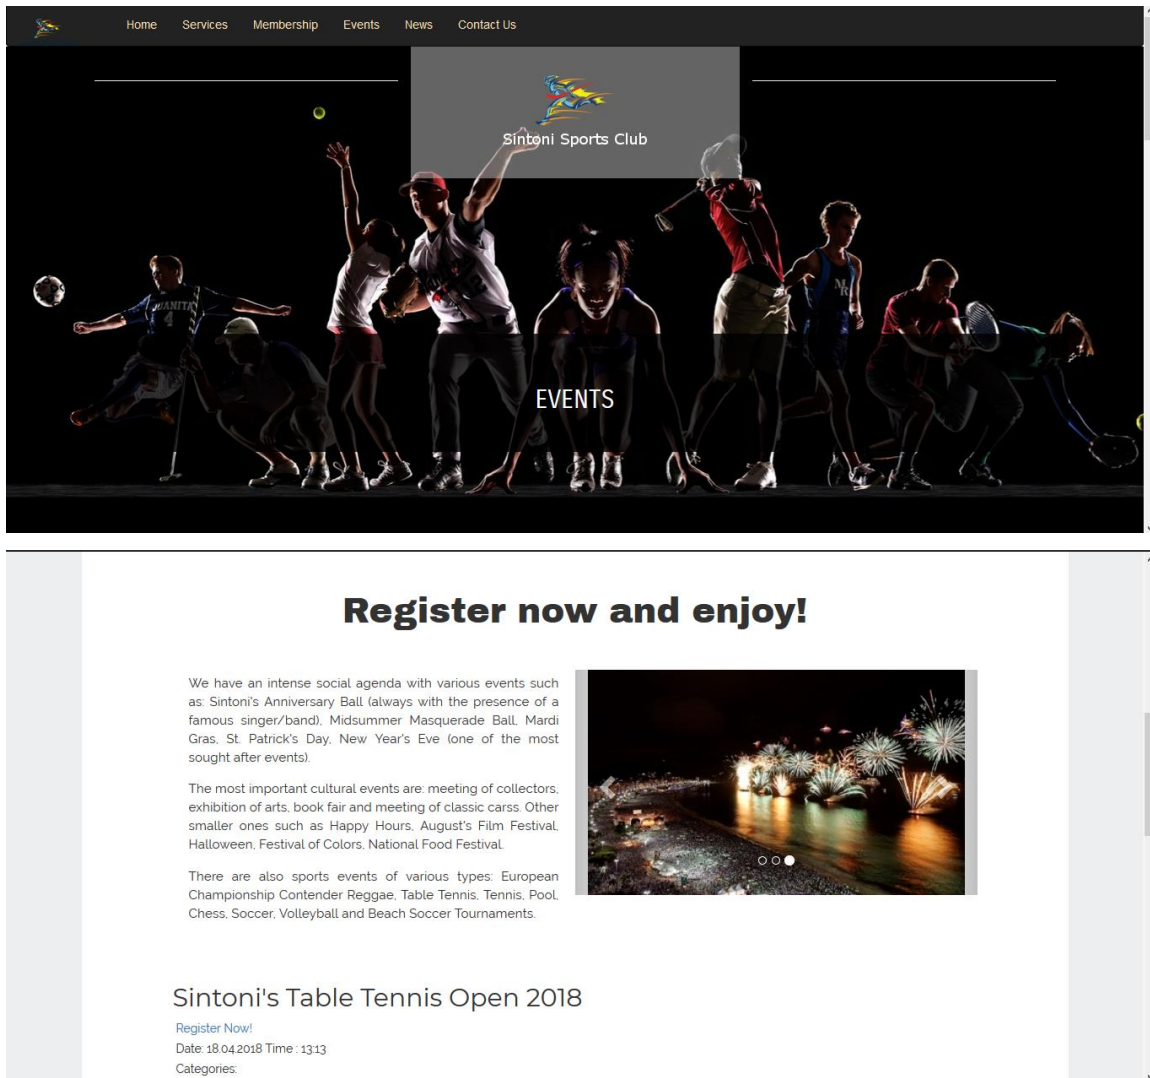 Home Services Membership Events News Contact Us
Sintoni Sports Club
JUANITA
4
12
MR
EVENTS
Register now and enjoy!
We have an intense social agenda with various events such
as: Sintoni's Anniversary Ball (always with the presence of a
famous singer/band), Midsummer Masquerade Ball, Mardi
Gras, St. Patrick's Day, New Year's Eve (one of the most
sought after events).
The most important cultural events are: meeting of collectors,
exhibition of arts, book fair and meeting of classic carss. Other
smaller ones such as Happy Hours, August's Film Festival,
Halloween, Festival of Colors, National Food Festival.
There are also sports events of various types: European
Championship Contender Reggae, Table Tennis, Tennis, Pool,
Chess, Soccer, Volleyball and Beach Soccer Tournaments.
Sintoni's Table Tennis Open 2018
Register Now!
Date: 18.04.2018 Time : 13:13
Categories: